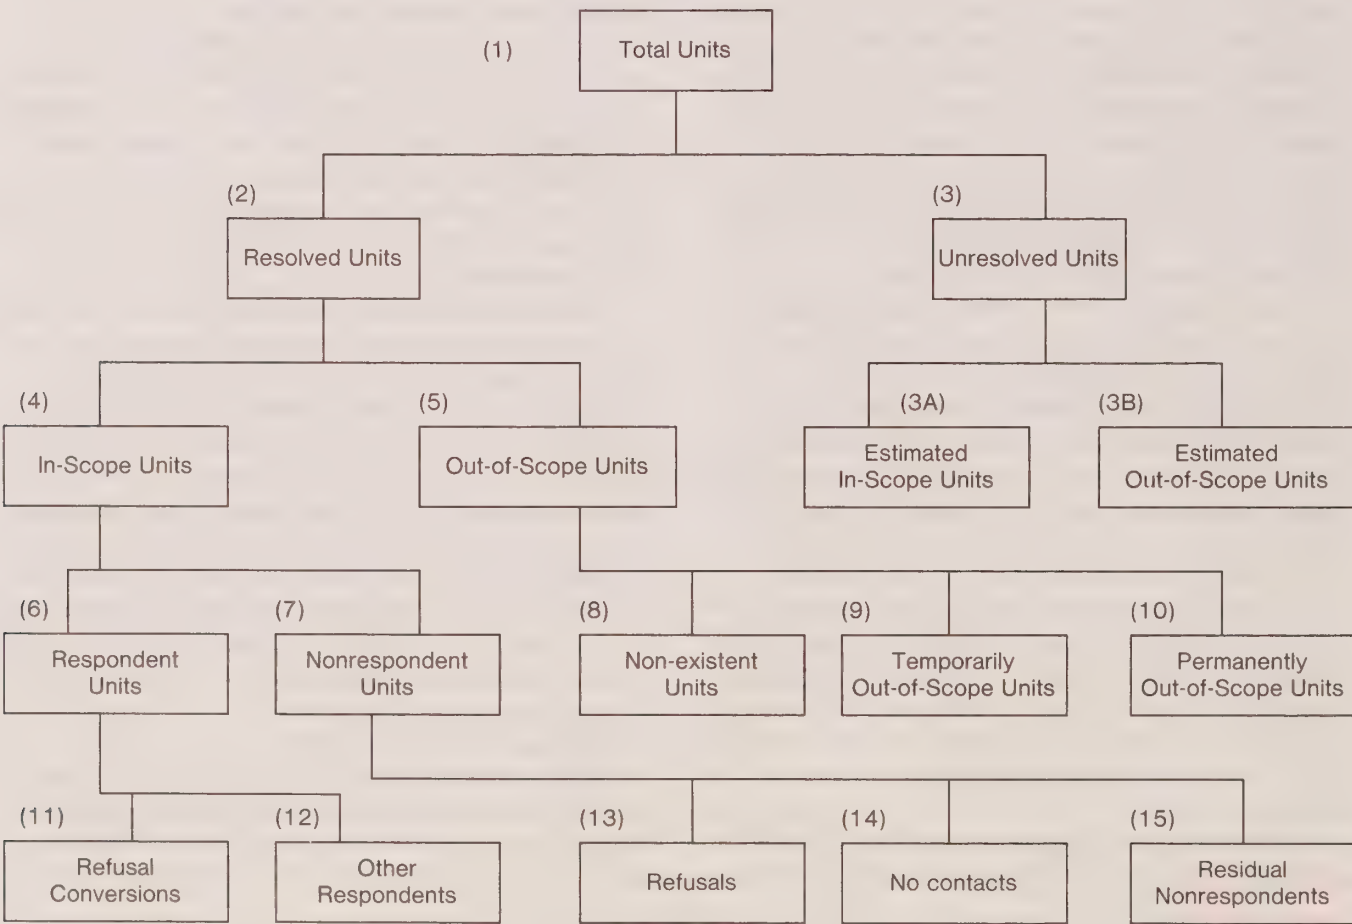 (1)
Total Units
(2)
(3)
Resolved Units
Unresolved Units
(4)
(5)
(3A)
(3B)
In-Scope Units
Out-of-Scope Units
Estimated
In-Scope Units
Estimated
Out-of-Scope Units
(6)
(7)
(8)
(9)
(10)
Respondent
Units
Nonrespondent
Units
Non-existent
Units
Temporarily
Out-of-Scope Units
Permanently
Out-of-Scope Units
(11)
(12)
(13)
(14)
(15)
Refusal
Conversions
Other
Respondents
Refusals
No contacts
Residual
Nonrespondents